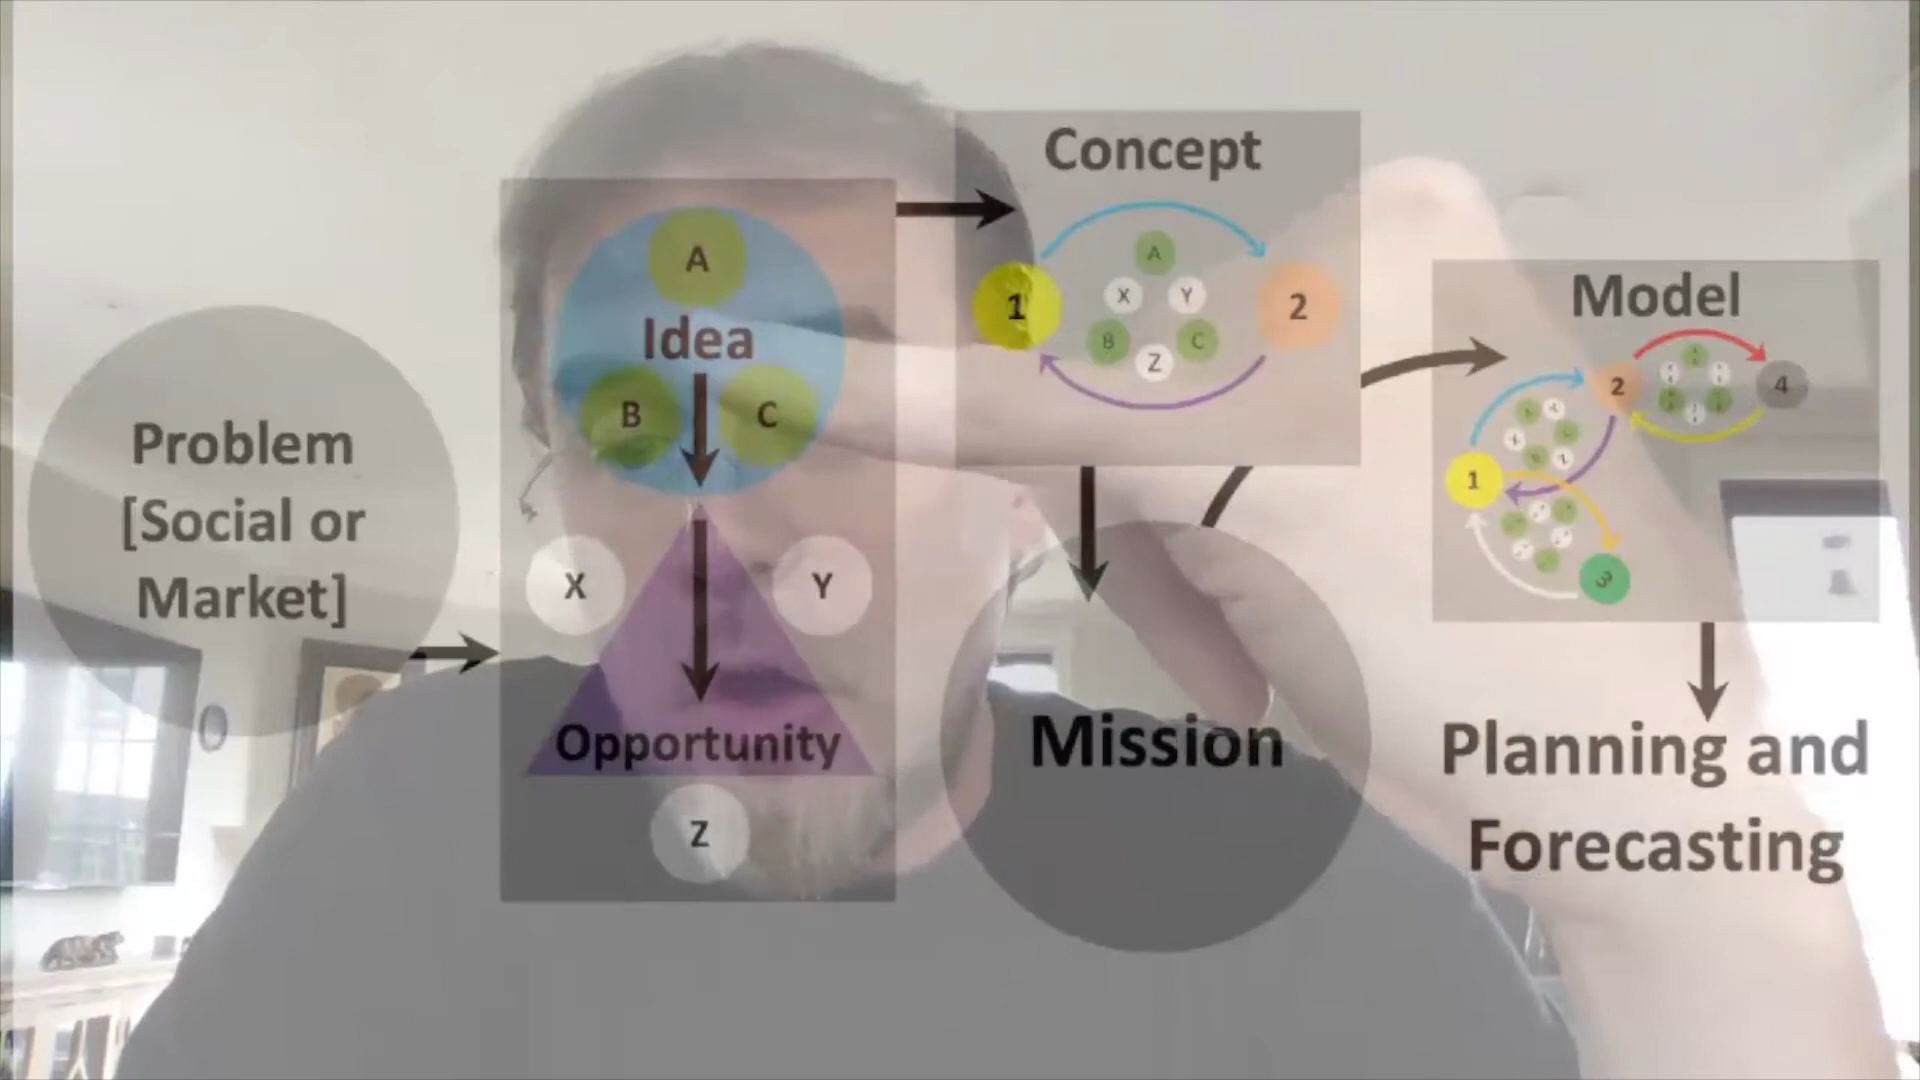 Problem
[Social or
Market]
A
Idea
B
C
X
Y
Opportunity
Z
Concept
1
A
X
Y
B
C
Z
2
Mission
Model
2
4
1
3
Planning and
Forecasting